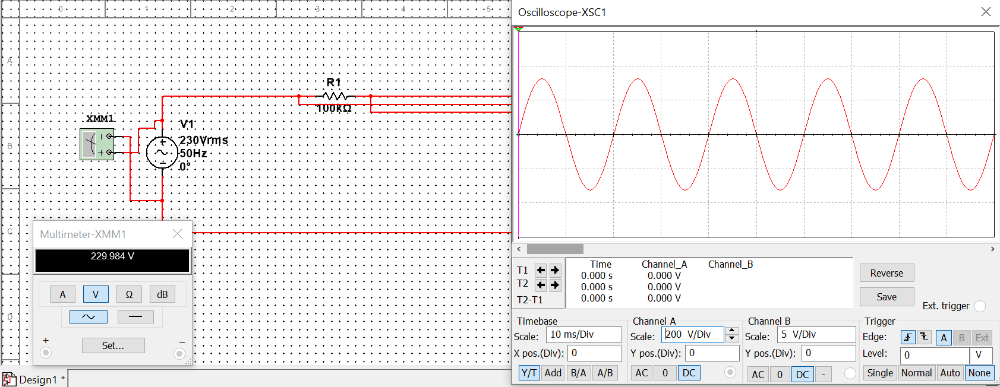 0 1 2 3 4 5
A
B
C
D
R1
100kΩ
XMM1
V1
230Vrms
50Hz
0°
Multimeter-XMM1
229.984 V
A V Ω dB
+ −
Set...
Design1 *
Oscilloscope-XSC1
Time Channel_A Channel_B
T1 0.000 s 0.000 V
T2 0.000 s 0.000 V
T2-T1 0.000 s 0.000 V
Reverse
Save
Ext. trigger
Timebase
Scale: 10 ms/Div
X pos.(Div): 0
Y/T Add B/A A/B
Channel A
Scale: 200 V/Div
Y pos.(Div): 0
AC 0 DC
Channel B
Scale: 5 V/Div
Y pos.(Div): 0
AC 0 DC -
Trigger
Edge: A B Ext
Level: 0 V
Single Normal Auto None